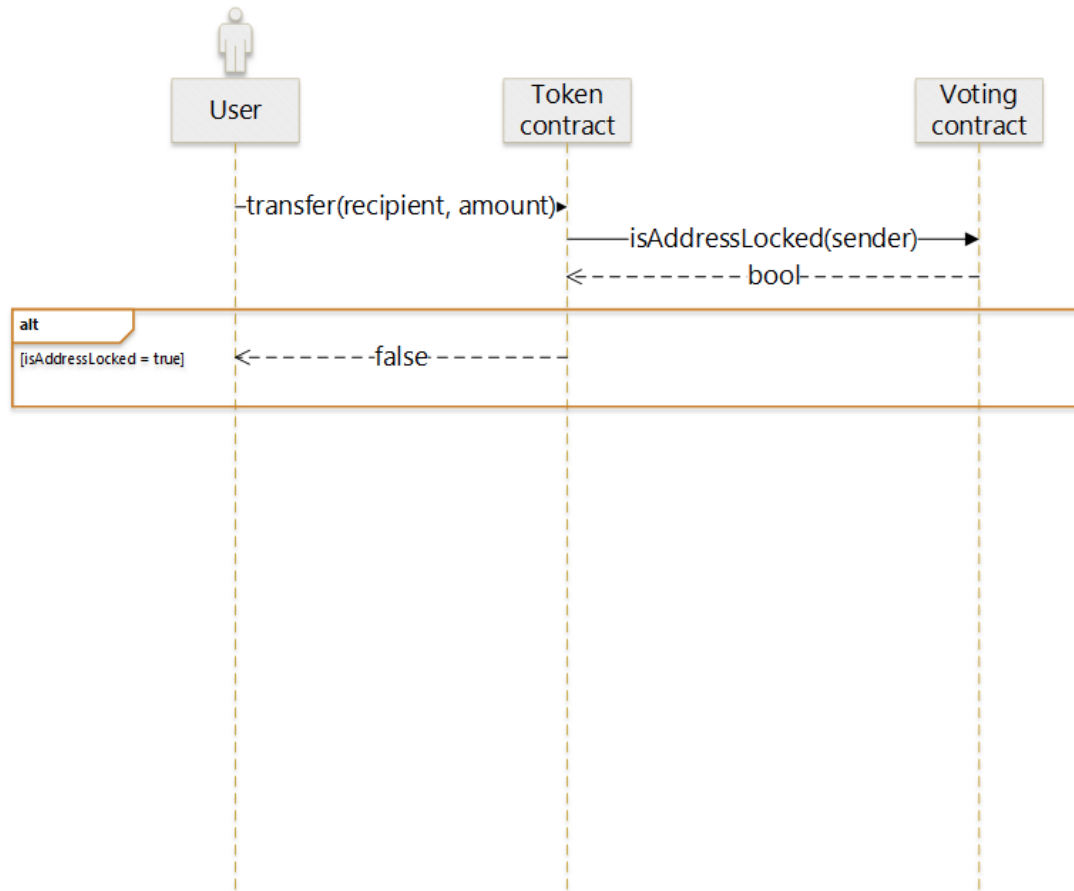 User
Token
contract
Voting
contract
transfer(recipient, amount)
isAddressLocked(sender)
bool
alt
[isAddressLocked = true]
false